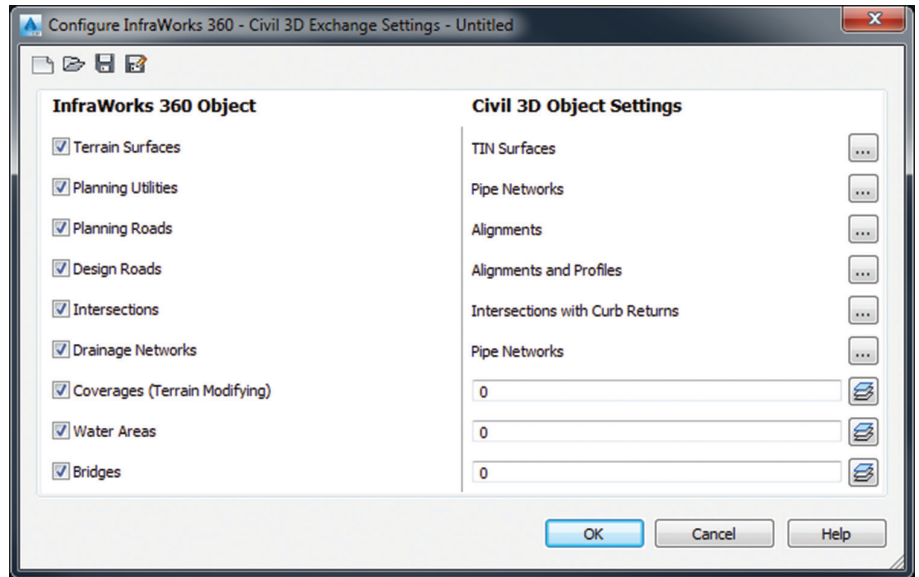 Configure InfraWorks 360 - Civil 3D Exchange Settings - Untitled
InfraWorks 360 Object Civil 3D Object Settings
Terrain Surfaces TIN Surfaces ...
Planning Utilities Pipe Networks ...
Planning Roads Alignments ...
Design Roads Alignments and Profiles ...
Intersections Intersections with Curb Returns ...
Drainage Networks Pipe Networks ...
Coverages (Terrain Modifying) 0
Water Areas 0
Bridges 0
OK Cancel Help